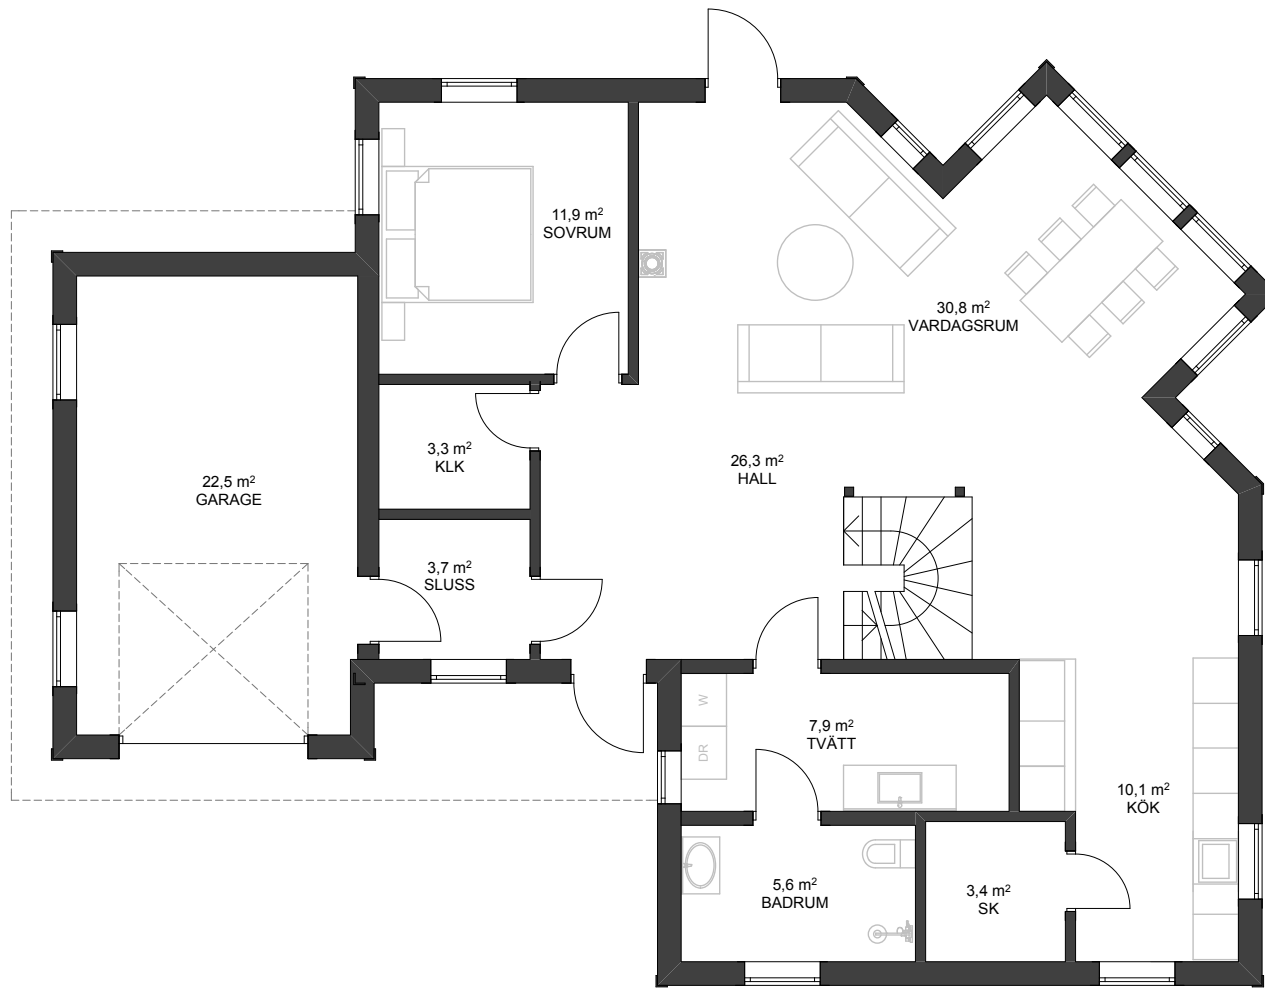 11,9 m²
SOVRUM
30,8 m²
VARDAGSRUM
3,3 m²
KLK
26,3 m²
HALL
22,5 m²
GARAGE
3,7 m²
SLUSS
W
DR
7,9 m²
TVÄTT
10,1 m²
KÖK
5,6 m²
BADRUM
3,4 m²
SK